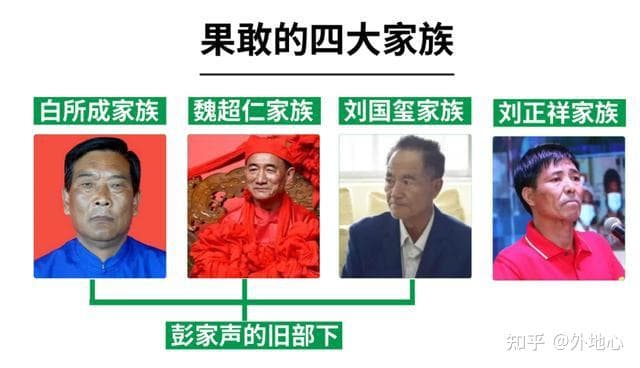 果敢的四大家族
白所成家族
魏超仁家族
刘国玺家族
刘正祥家族
彭家声的旧部下
知乎 @外地心